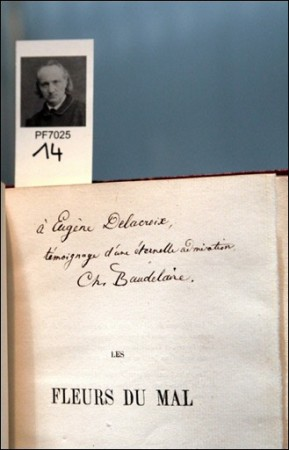 PF7025
14
à Eugène Delacroix,
témoignage d'une éternelle admiration
Ch. Baudelaire.
LES
FLEURS DU MAL